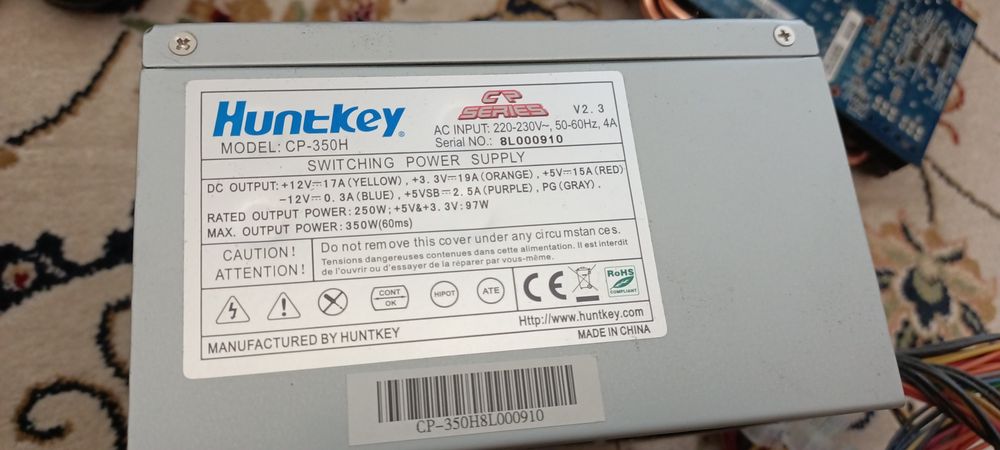 Huntkey®
CP
SERIES
V2.3
MODEL: CP-350H
AC INPUT: 220-230V~, 50-60Hz, 4A
Serial NO.: 8L000910
SWITCHING POWER SUPPLY
DC OUTPUT: +12V⎓17A(YELLOW), +3.3V⎓19A(ORANGE), +5V⎓15A(RED)
-12V⎓0.3A(BLUE), +5VSB⎓2.5A(PURPLE), PG(GRAY).
RATED OUTPUT POWER: 250W; +5V&+3.3V: 97W
MAX. OUTPUT POWER: 350W(60ms)
CAUTION!
ATTENTION!
Do not remove this cover under any circumstances.
Tensions dangereuses contenues dans cette alimentation. Il est interdit
de l'ouvrir ou d'essayer de la réparer par vous-même.
CONT
OK
HIPOT
ATE
CE
RoHS
COMPLIANT
Http://www.huntkey.com
MANUFACTURED BY HUNTKEY
MADE IN CHINA
CP-350H8L000910